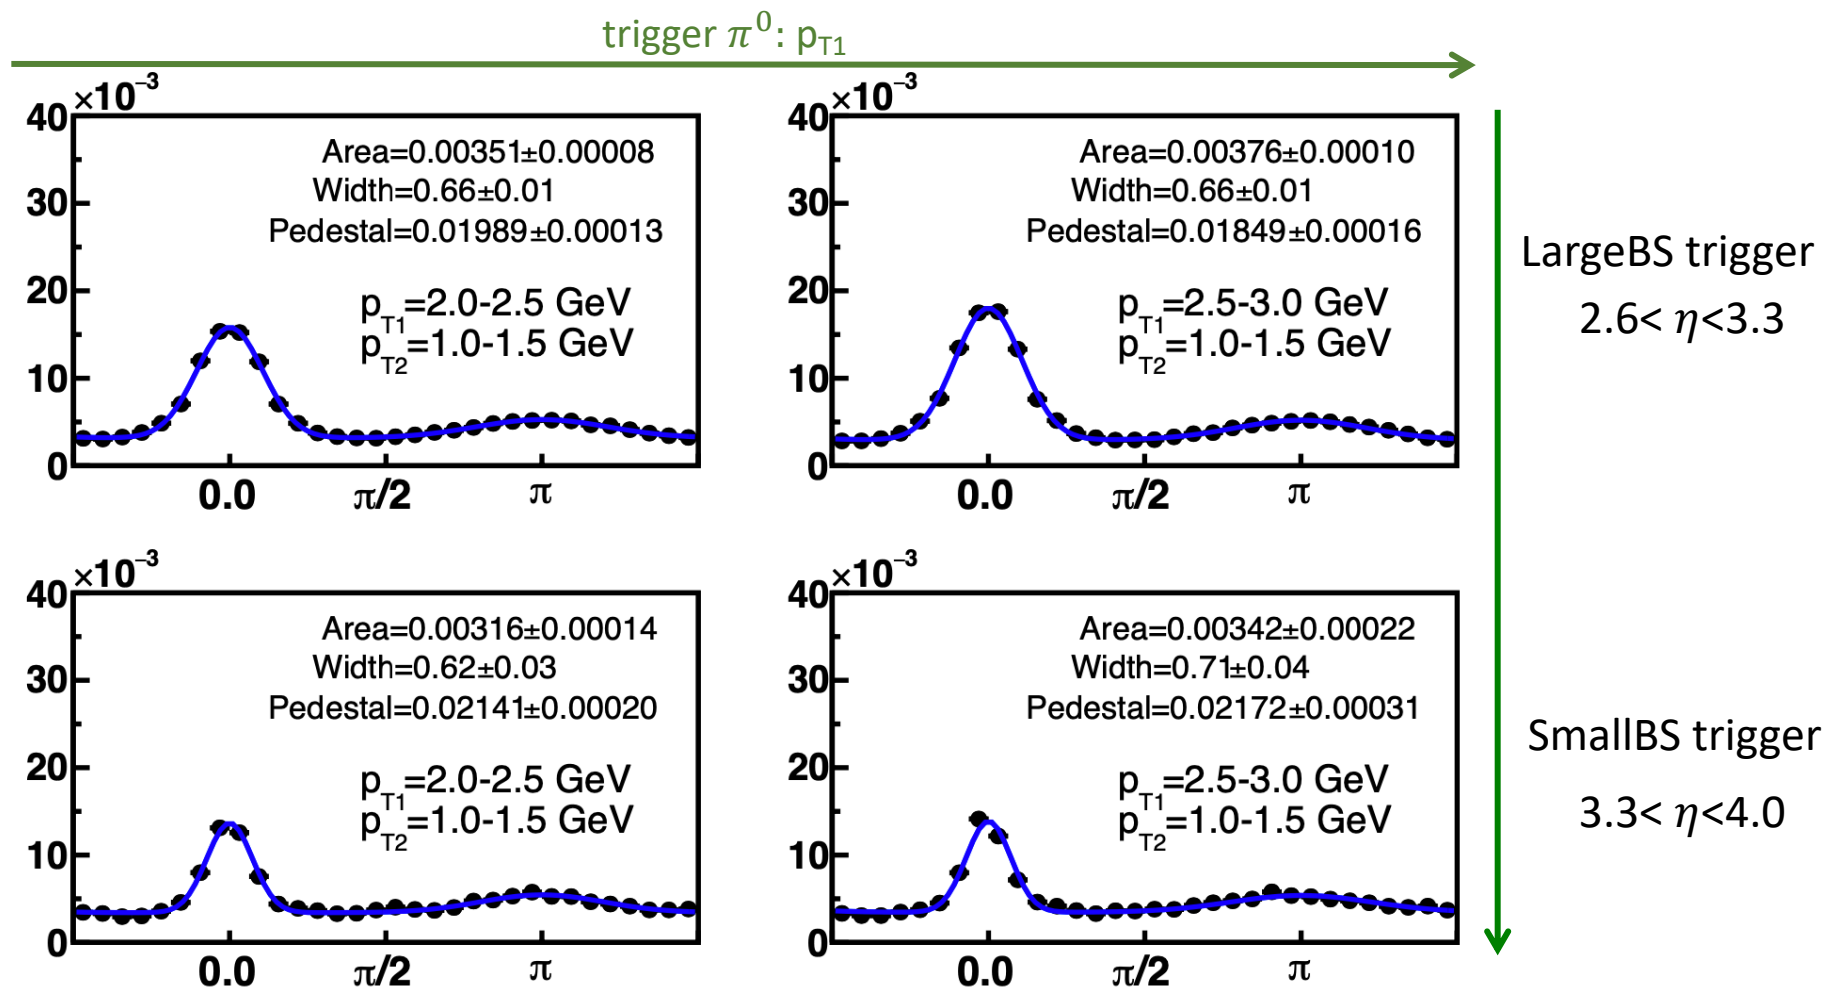 trigger π⁰: pT1
×10⁻³
40
30
20
10
0
Area=0.00351±0.00008
Width=0.66±0.01
Pedestal=0.01989±0.00013
pT1=2.0-2.5 GeV
pT2=1.0-1.5 GeV
0.0 π/2 π
×10⁻³
40
30
20
10
0
Area=0.00376±0.00010
Width=0.66±0.01
Pedestal=0.01849±0.00016
pT1=2.5-3.0 GeV
pT2=1.0-1.5 GeV
0.0 π/2 π
LargeBS trigger
2.6< η<3.3
×10⁻³
40
30
20
10
0
Area=0.00316±0.00014
Width=0.62±0.03
Pedestal=0.02141±0.00020
pT1=2.0-2.5 GeV
pT2=1.0-1.5 GeV
0.0 π/2 π
×10⁻³
40
30
20
10
0
Area=0.00342±0.00022
Width=0.71±0.04
Pedestal=0.02172±0.00031
pT1=2.5-3.0 GeV
pT2=1.0-1.5 GeV
0.0 π/2 π
SmallBS trigger
3.3< η<4.0